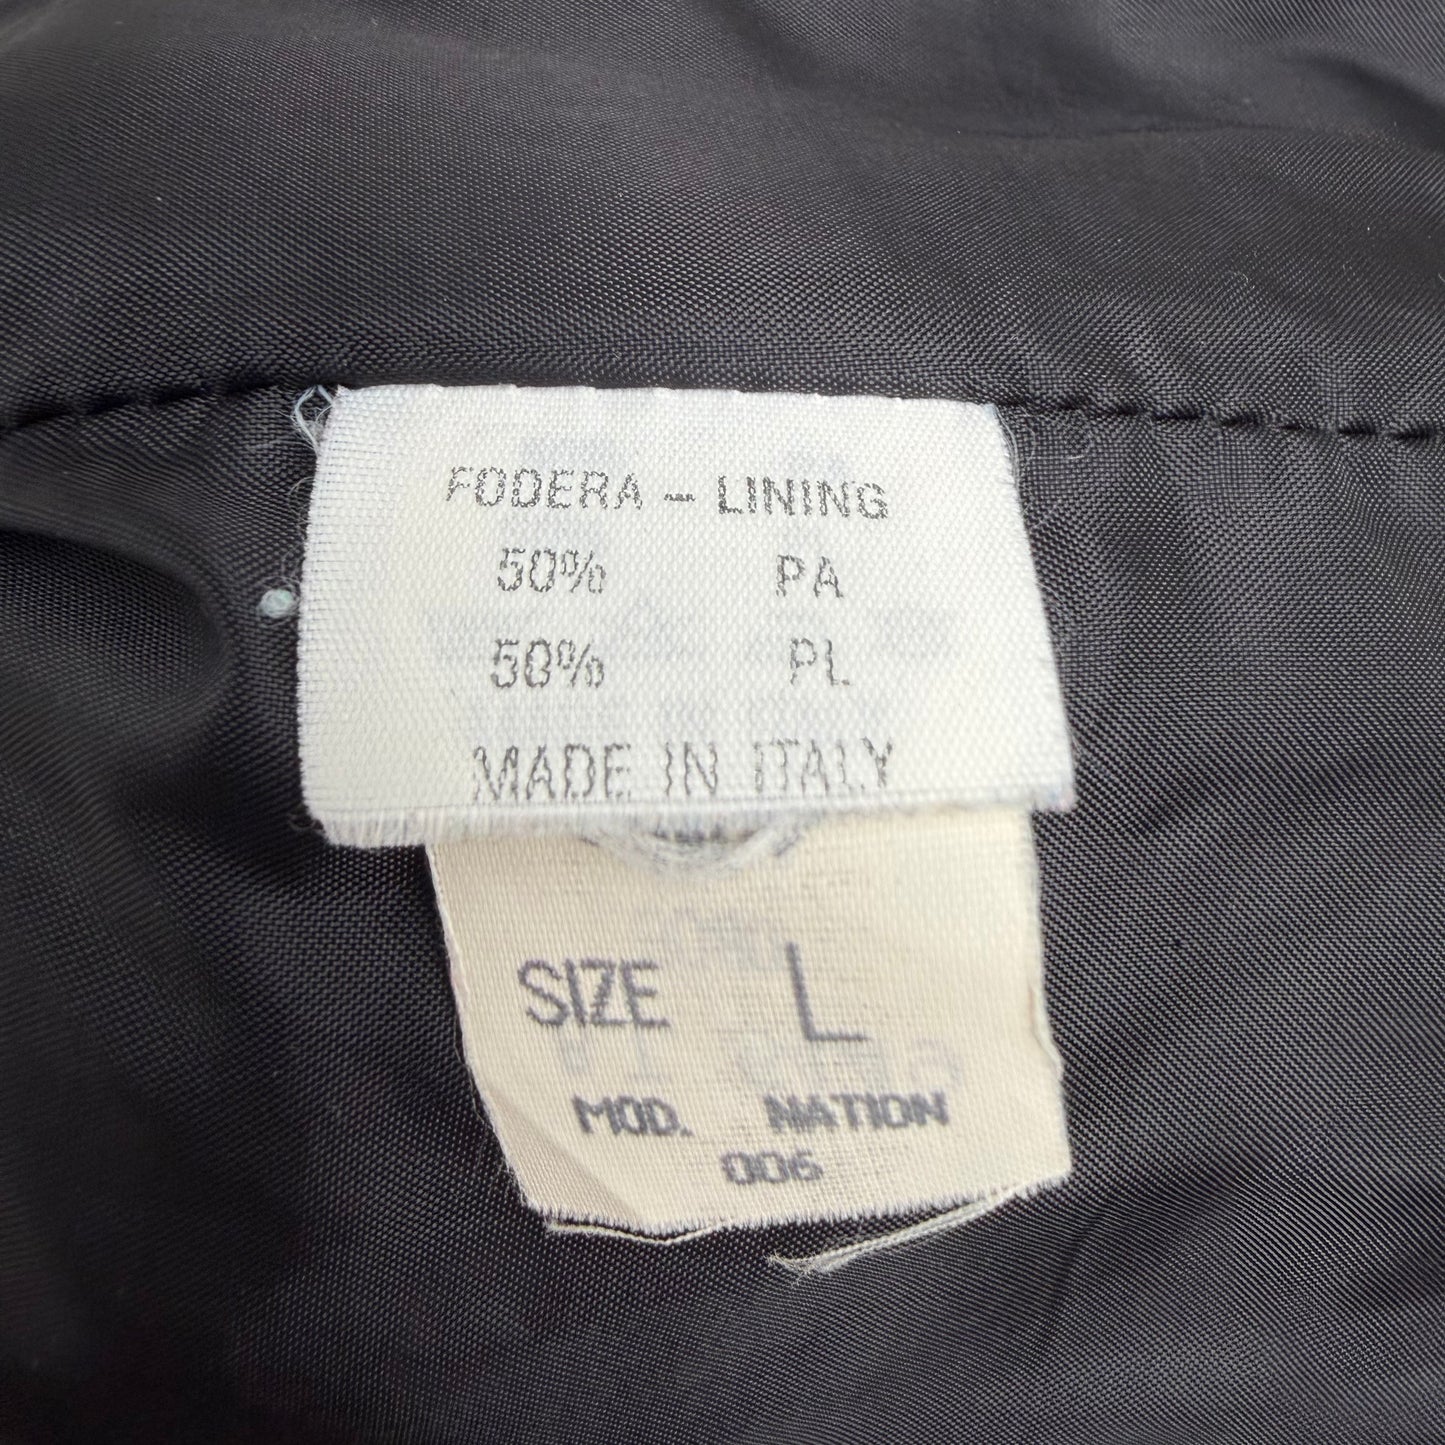 FODERA - LINING
50% PA
50% PL
MADE IN ITALY
SIZE L
MOD. NATION
006